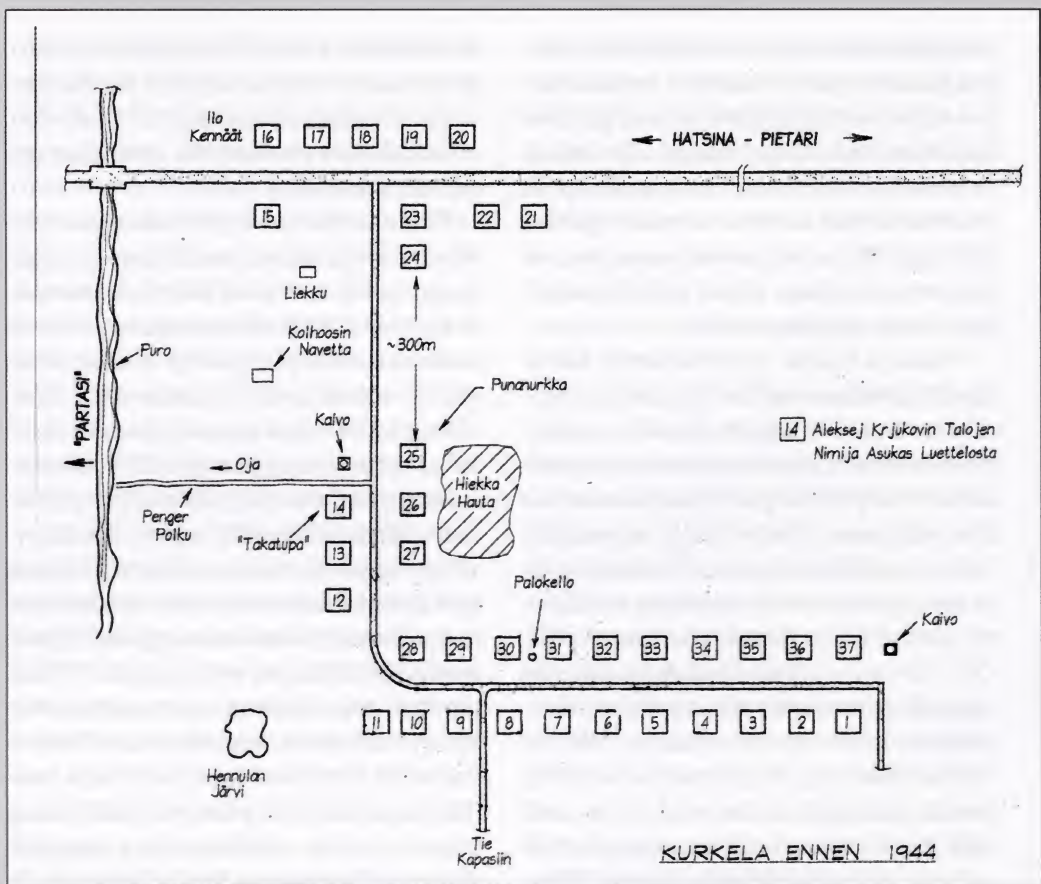 Ilo
Kennäät
16 17 18 19 20
← HATSINA - PIETARI →
15 23 22 21
24
Liekku
~300m
Kolhoosin
Navetta
Puro
Punanurkka
"PARTASI"
Kaivo
14 Aleksej Krjukovin Talojen
Nimija Asukas Luettelosta
25
← Oja
Hiekka
Hauta
Penger
Polku
14 26
"Takatupa"
13 27
Palokello
12
Kaivo
28 29 30 31 32 33 34 35 36 37
11 10 9 8 7 6 5 4 3 2 1
Hennulan
Järvi
Tie
Kapasiin
KURKELA ENNEN 1944